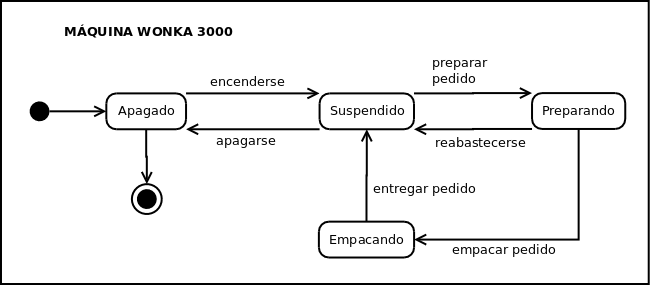 MÁQUINA WONKA 3000
preparar
pedido
encenderse
Apagado
Suspendido
Preparando
apagarse
reabastecerse
entregar pedido
Empacando
empacar pedido